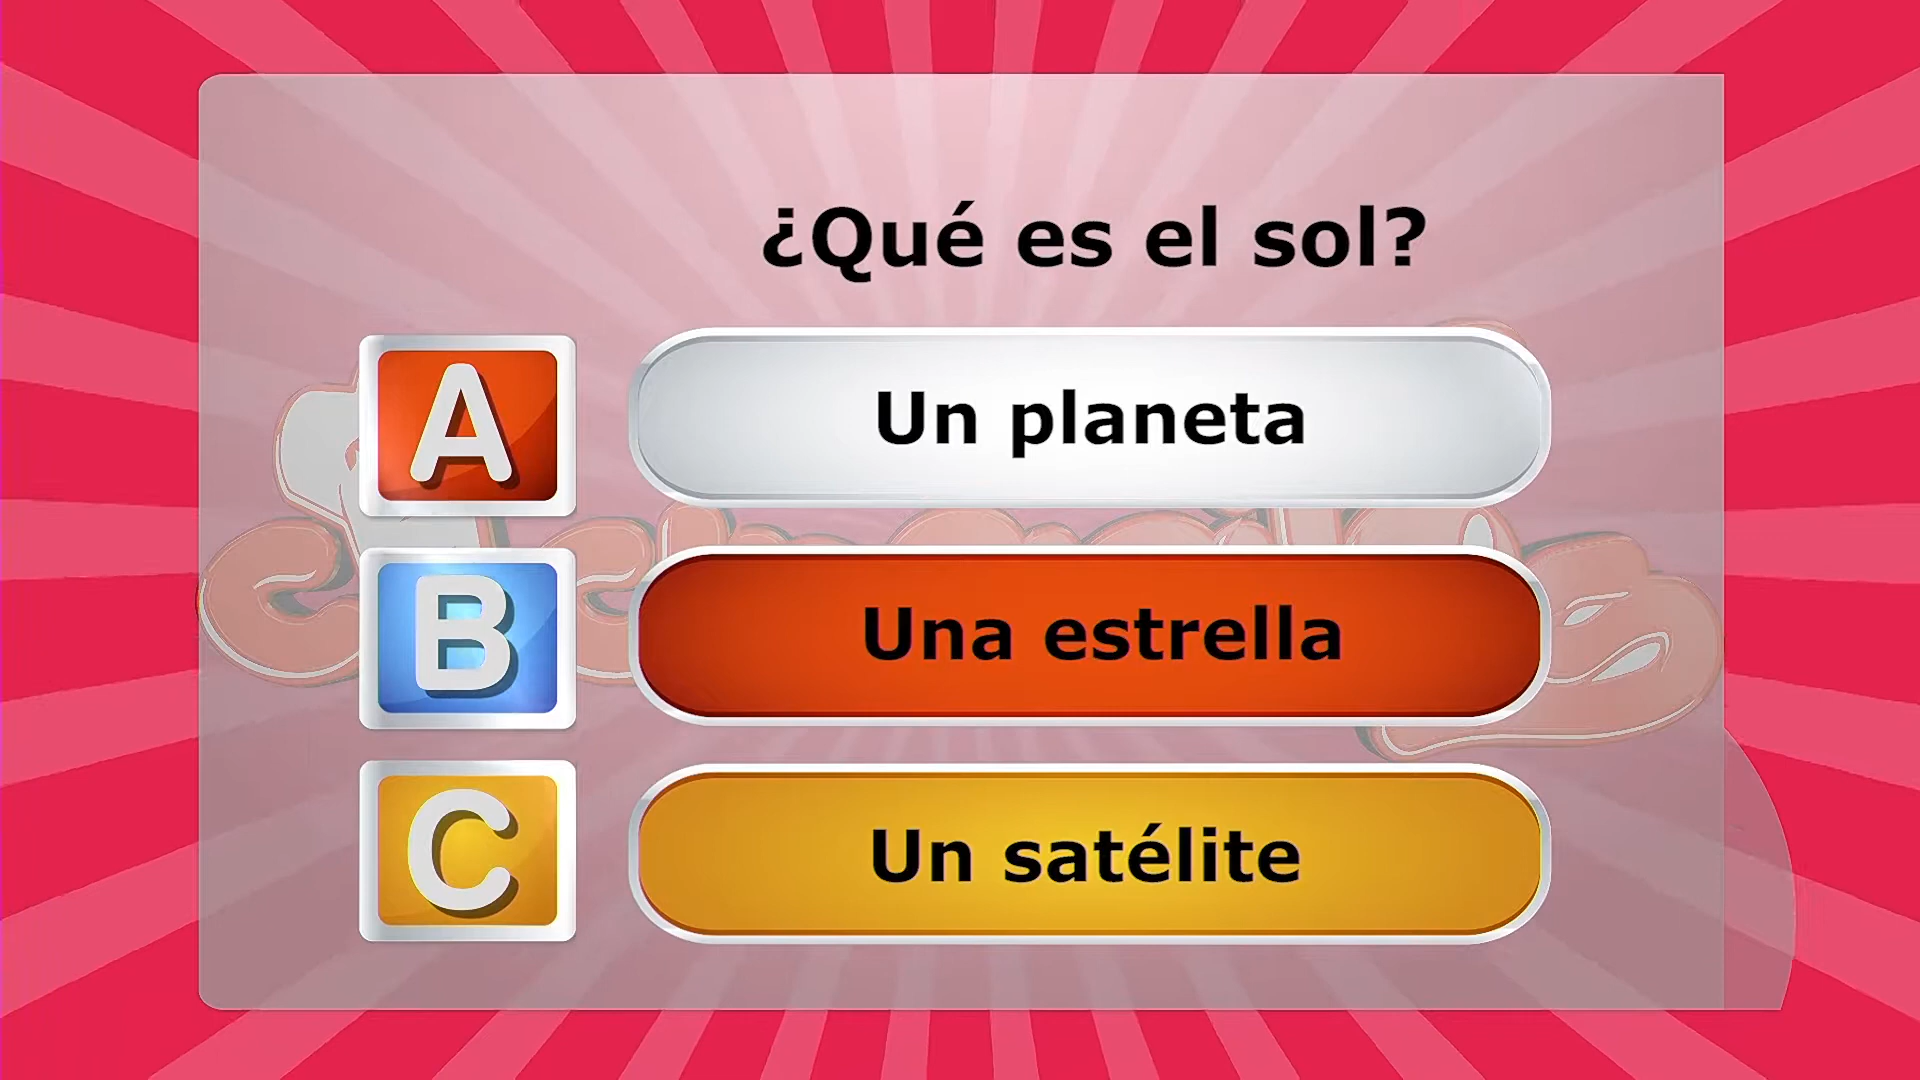 ¿Qué es el sol?
A
Un planeta
B
Una estrella
C
Un satélite